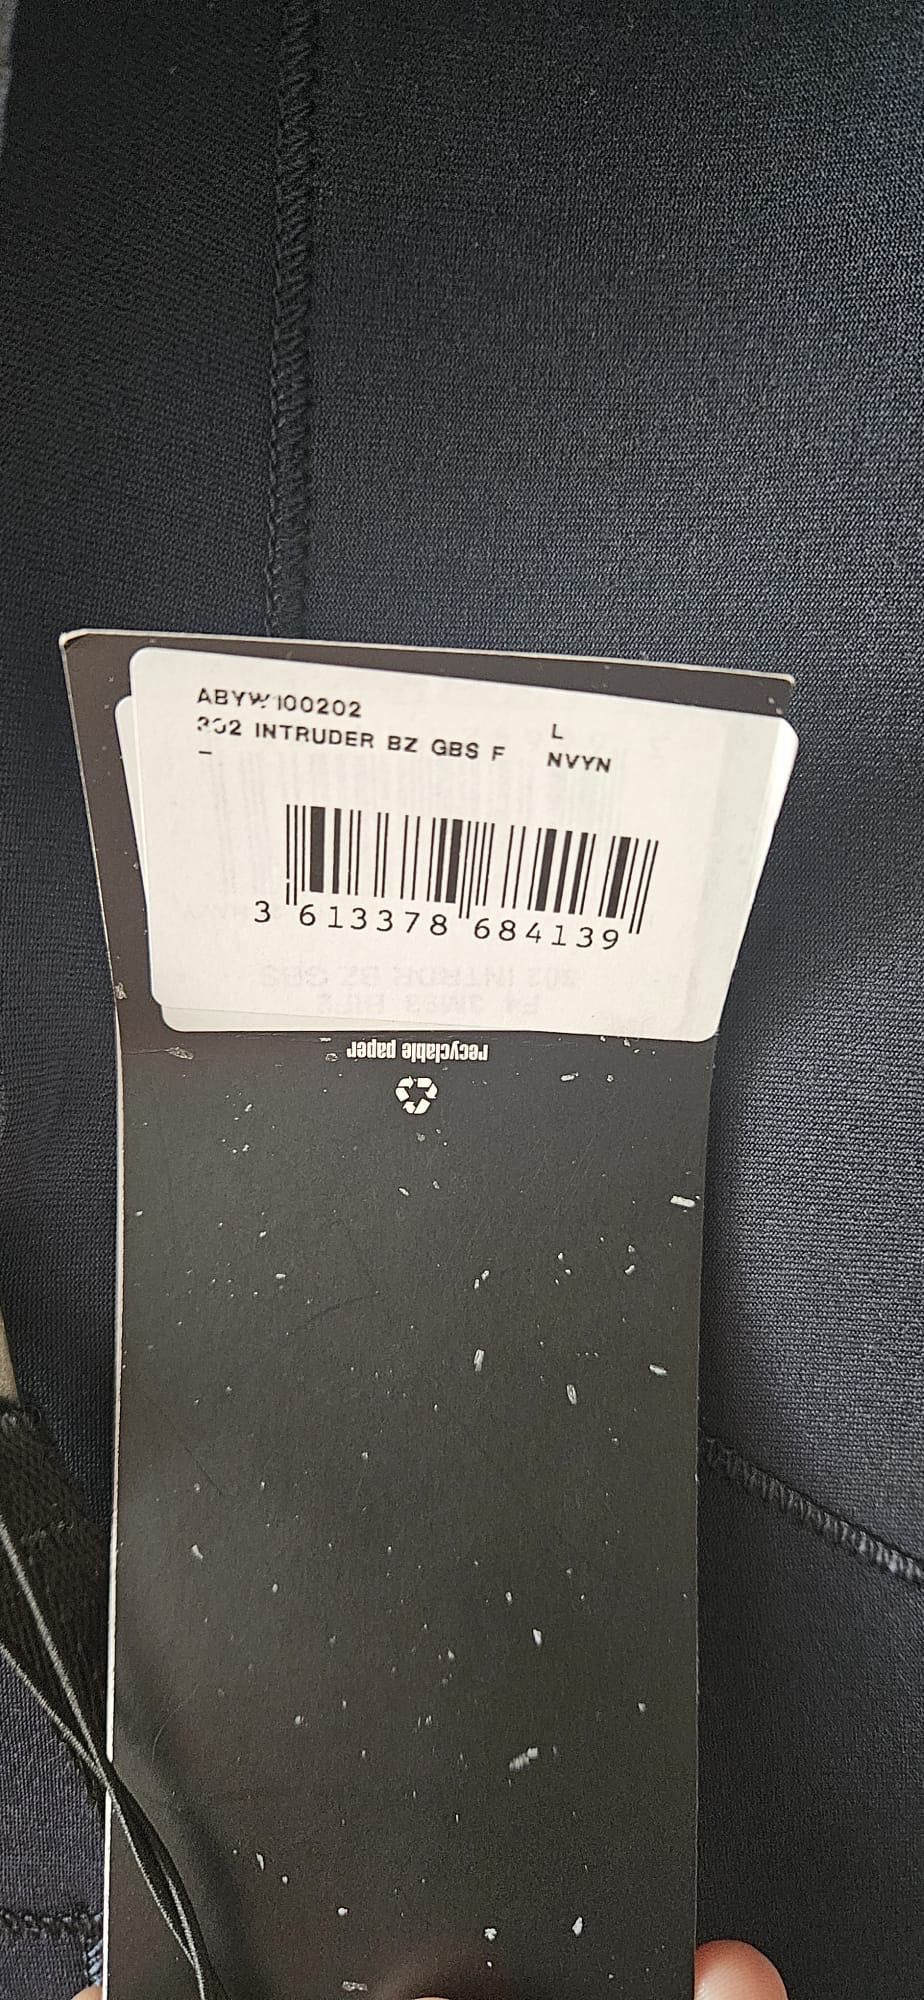 ABYW100202
302 INTRUDER BZ GBS F
L
NVYN
–
3 613378 684139
recyclable paper